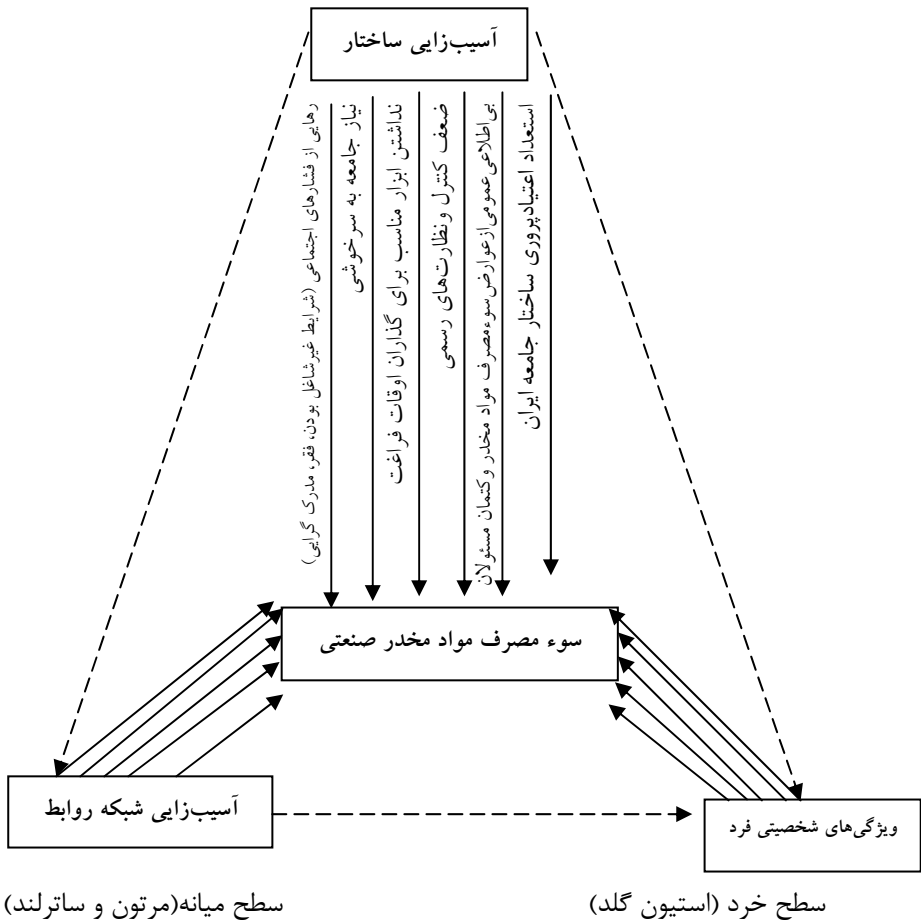 آسیب‌زایی ساختار
استعداد اعتیادپروری ساختار جامعه ایران
بی‌اطلاعی عمومی از عوارض سوء مصرف مواد مخدر و کتمان مسئولان
ضعف کنترل و نظارت‌های رسمی
نداشتن ابزار مناسب برای گذاران اوقات فراغت
نیاز جامعه به سرخوشی
رهایی از فشارهای اجتماعی (شرایط غیرشاغل بودن، فقر، مدرک گرایی)
سوء مصرف مواد مخدر صنعتی
ویژگی‌های شخصیتی فرد
آسیب‌زایی شبکه روابط
سطح خرد (استیون گلد)
سطح میانه(مرتون و ساترلند)